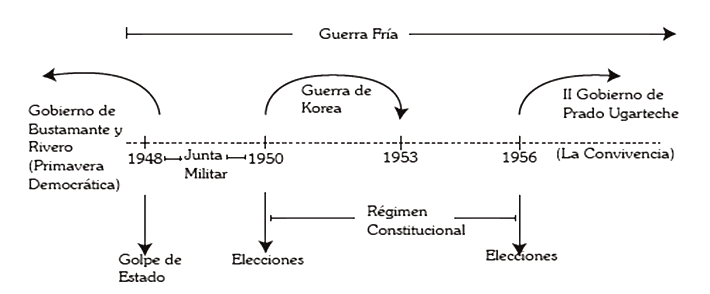 Guerra Fría
Gobierno de
Bustamante y
Rivero
(Primavera
Democrática)
Guerra de
Korea
II Gobierno de
Prado Ugarteche
1948
Junta
Militar
1950
1953
1956
(La Convivencia)
Régimen
Constitucional
Golpe de
Estado
Elecciones
Elecciones